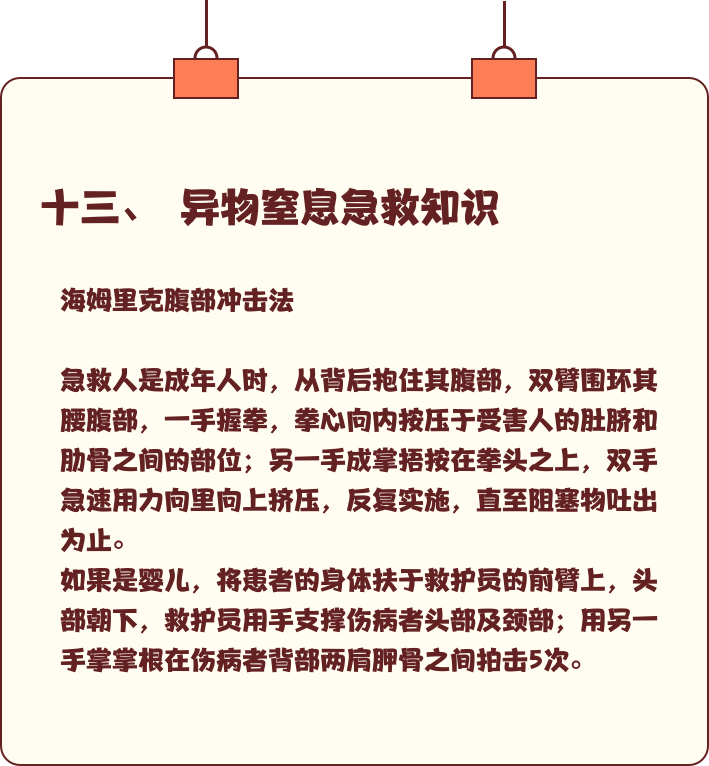 十三、 异物窒息急救知识
海姆里克腹部冲击法
急救人是成年人时，从背后抱住其腹部，双臂围环其
腰腹部，一手握拳，拳心向内按压于受害人的肚脐和
肋骨之间的部位；另一手成掌捂按在拳头之上，双手
急速用力向里向上挤压，反复实施，直至阻塞物吐出
为止。
如果是婴儿，将患者的身体扶于救护员的前臂上，头
部朝下，救护员用手支撑伤病者头部及颈部；用另一
手掌掌根在伤病者背部两肩胛骨之间拍击5次。